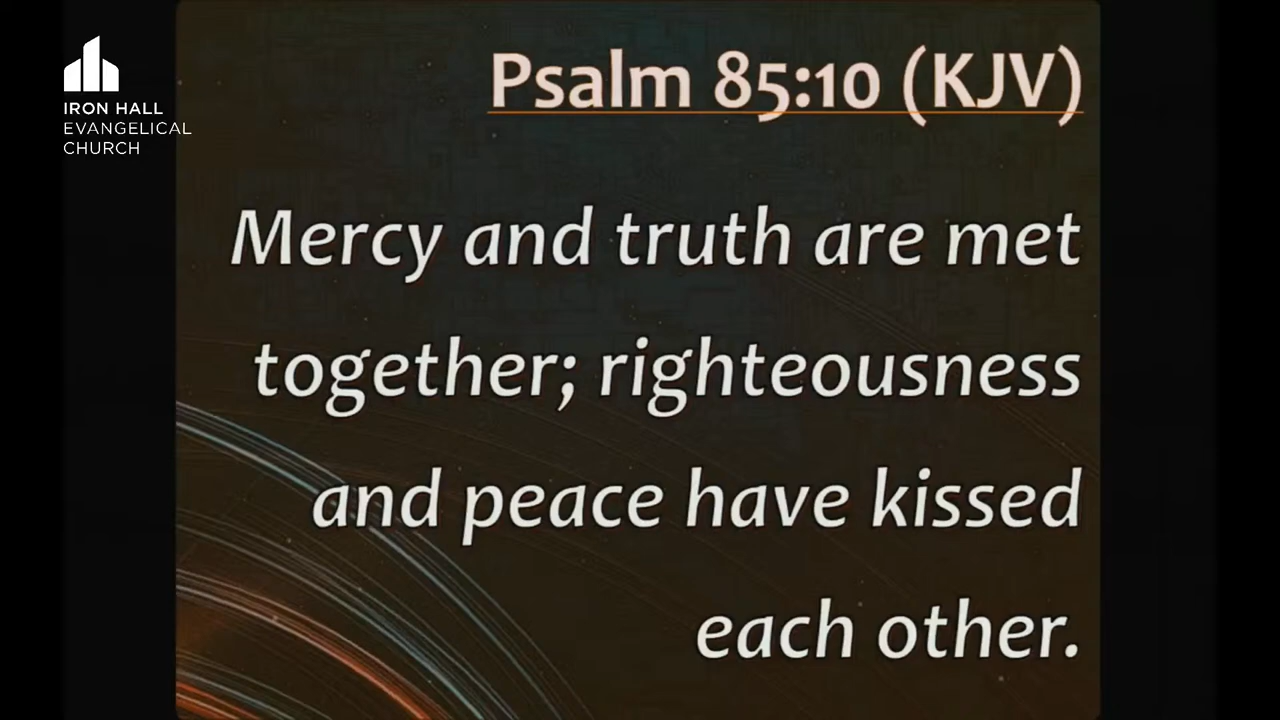 IRON HALL
EVANGELICAL
CHURCH
Psalm 85:10 (KJV)
Mercy and truth are met
together; righteousness
and peace have kissed
each other.